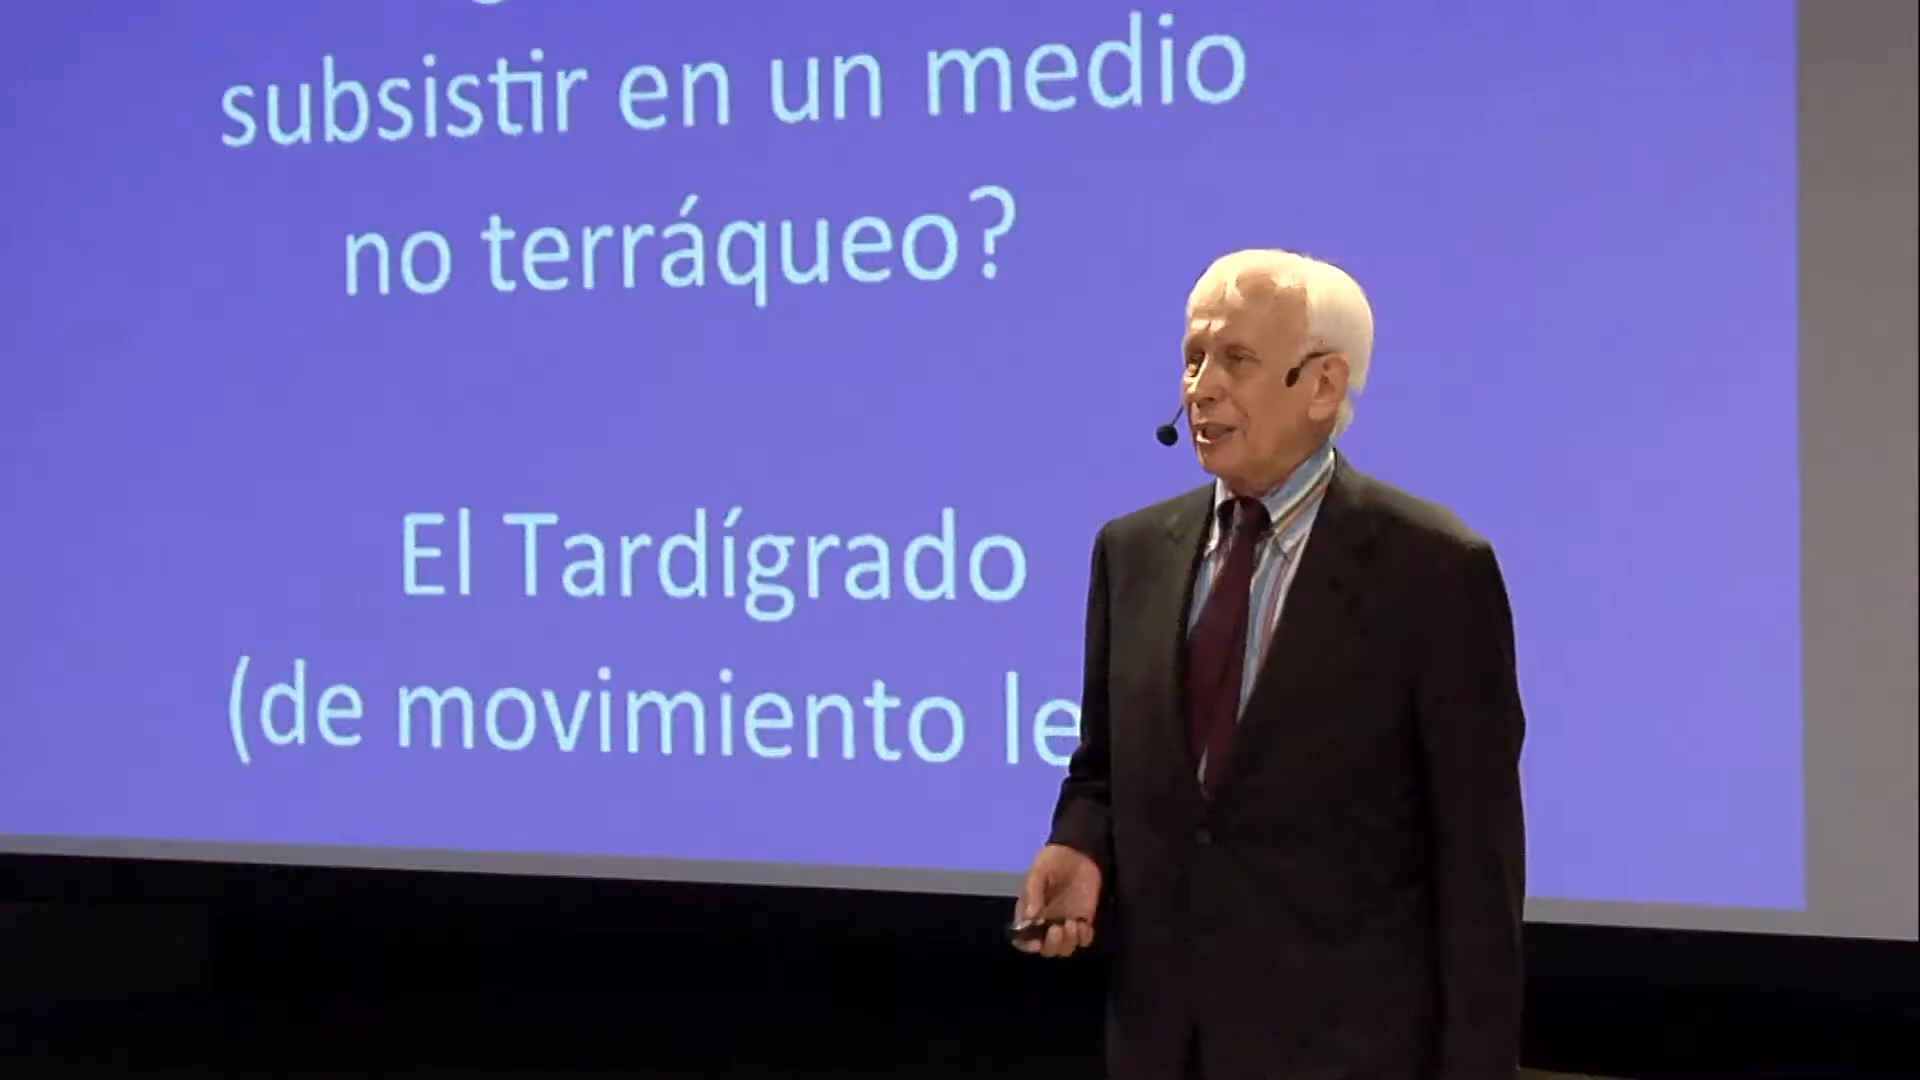 subsistir en un medio
no terráqueo?
El Tardígrado
(de movimiento le